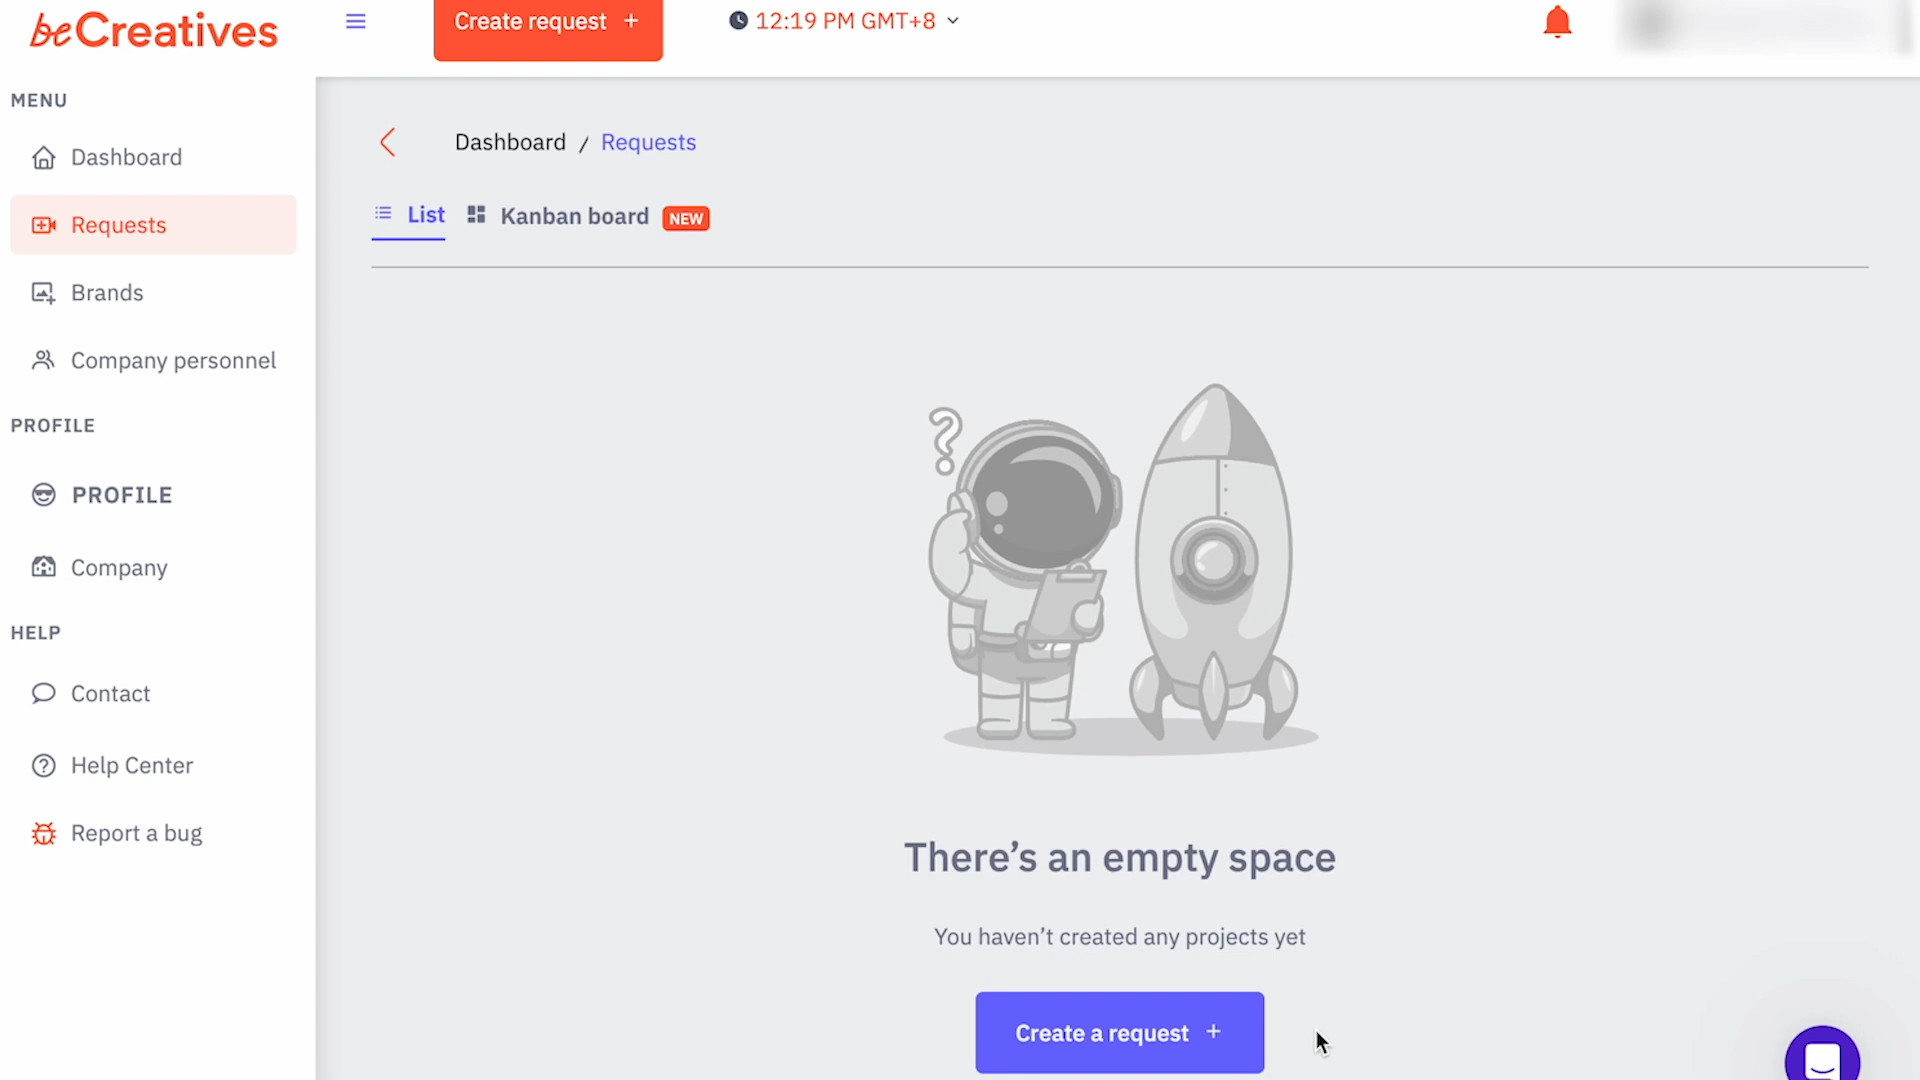 beCreatives
Create request +
12:19 PM GMT+8
MENU
Dashboard
Requests
Brands
Company personnel
PROFILE
PROFILE
Company
HELP
Contact
Help Center
Report a bug
Dashboard / Requests
List
Kanban board NEW
?
There’s an empty space
You haven’t created any projects yet
Create a request +